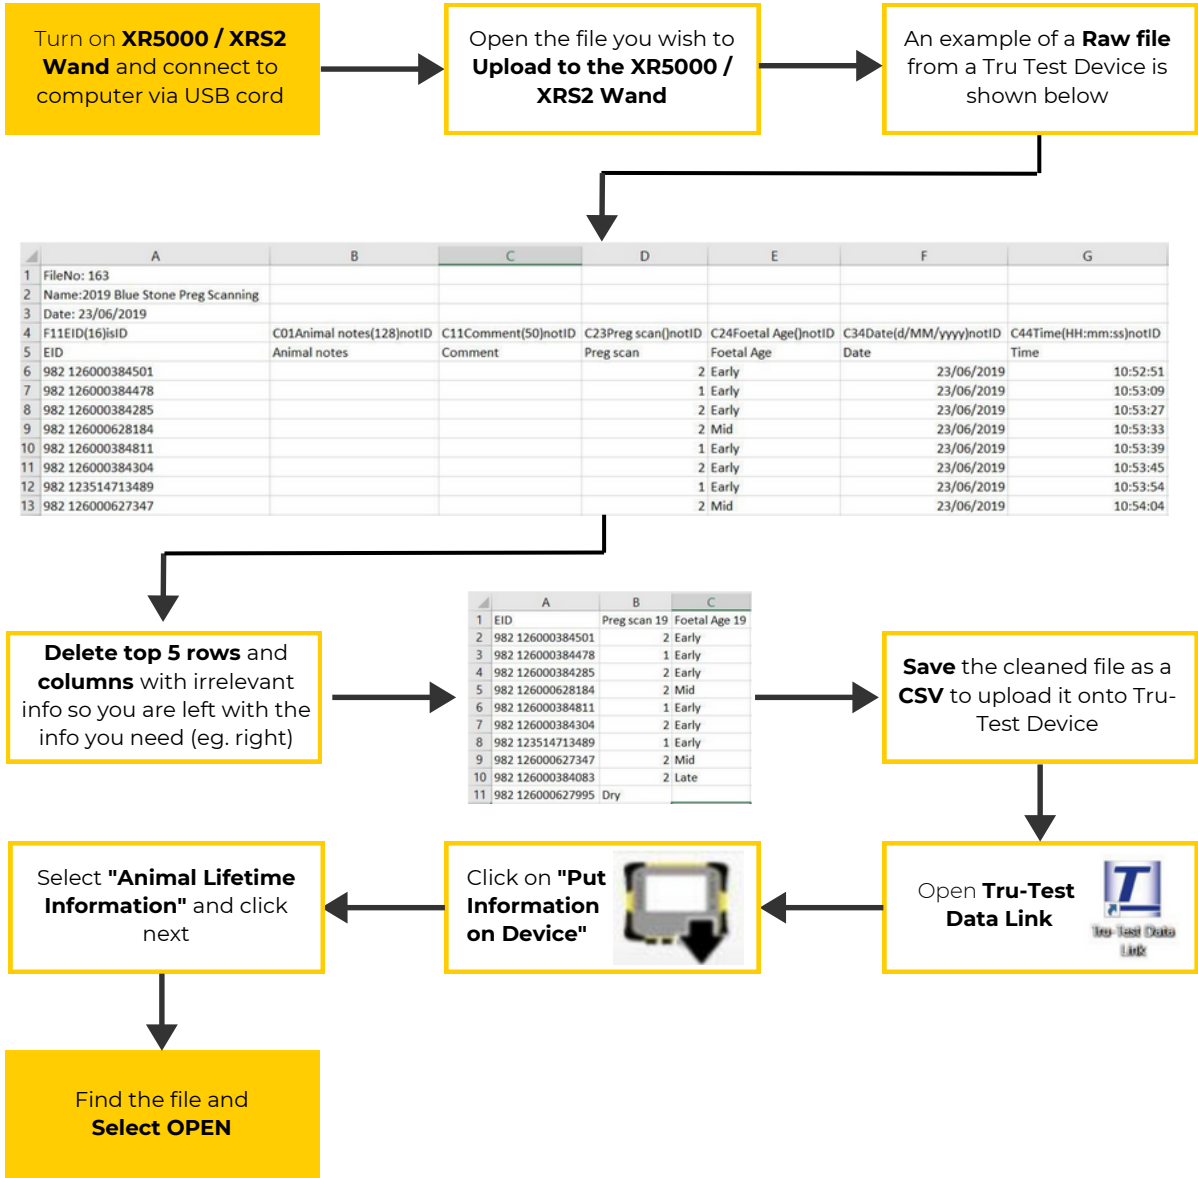 Turn on XR5000 / XRS2
Wand and connect to
computer via USB cord
Open the file you wish to
Upload to the XR5000 /
XRS2 Wand
An example of a Raw file
from a Tru Test Device is
shown below
A B C D E F G
1 FileNo: 163
2 Name:2019 Blue Stone Preg Scanning
3 Date: 23/06/2019
4 F11EID(16)isID C01Animal notes(128)notID C11Comment(50)notID C23Preg scan()notID C24Foetal Age()notID C34Date(d/MM/yyyy)notID C44Time(HH:mm:ss)notID
5 EID Animal notes Comment Preg scan Foetal Age Date Time
6 982 126000384501 2 Early 23/06/2019 10:52:51
7 982 126000384478 1 Early 23/06/2019 10:53:09
8 982 126000384285 2 Early 23/06/2019 10:53:27
9 982 126000628184 2 Mid 23/06/2019 10:53:33
10 982 126000384811 1 Early 23/06/2019 10:53:39
11 982 126000384304 2 Early 23/06/2019 10:53:45
12 982 123514713489 1 Early 23/06/2019 10:53:54
13 982 126000627347 2 Mid 23/06/2019 10:54:04
Delete top 5 rows and
columns with irrelevant
info so you are left with the
info you need (eg. right)
A B C
1 EID Preg scan 19 Foetal Age 19
2 982 126000384501 2 Early
3 982 126000384478 1 Early
4 982 126000384285 2 Early
5 982 126000628184 2 Mid
6 982 126000384811 1 Early
7 982 126000384304 2 Early
8 982 123514713489 1 Early
9 982 126000627347 2 Mid
10 982 126000384083 2 Late
11 982 126000627995 Dry
Save the cleaned file as a
CSV to upload it onto Tru-
Test Device
Open Tru-Test
Data Link
T
Tru-Test Data
Link
Click on "Put
Information
on Device"
Select "Animal Lifetime
Information" and click
next
Find the file and
Select OPEN